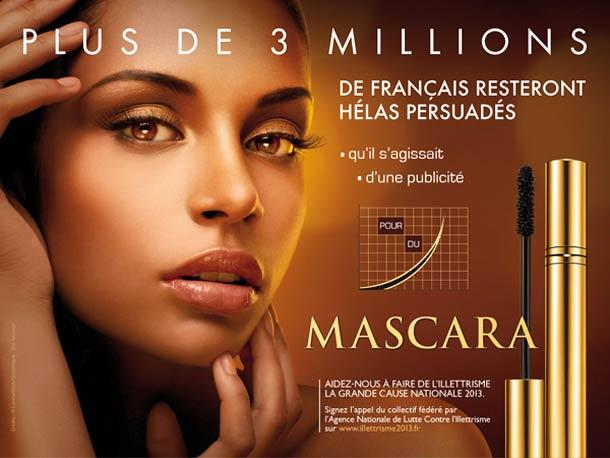 PLUS DE 3 MILLIONS
DE FRANÇAIS RESTERONT
HÉLAS PERSUADÉS
▪ qu'il s'agissait
▪ d'une publicité
POUR
DU
MASCARA
AIDEZ-NOUS À FAIRE DE L'ILLETTRISME
LA GRANDE CAUSE NATIONALE 2013.
Signez l'appel du collectif fédéré par
l'Agence Nationale de Lutte Contre l'Illettrisme
sur www.illettrisme2013.fr